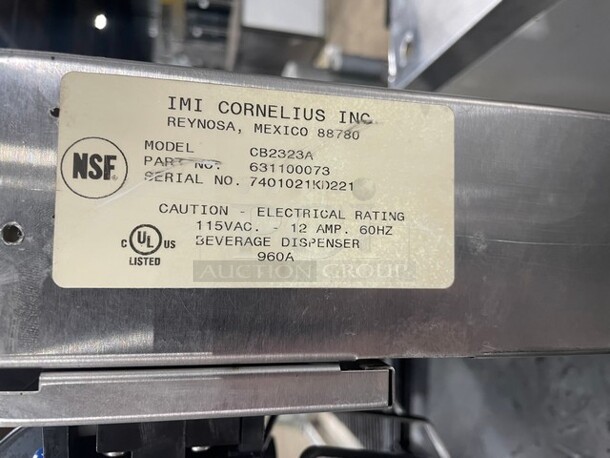 IMI CORNELIUS INC
REYNOSA, MEXICO 88780
MODEL CB2323A
PART NO. 631100073
SERIAL NO. 7401021KD221
NSF
CAUTION - ELECTRICAL RATING
115VAC. - 12 AMP. 60HZ
BEVERAGE DISPENSER
960A
C UL US
LISTED
AUCTION GROUP